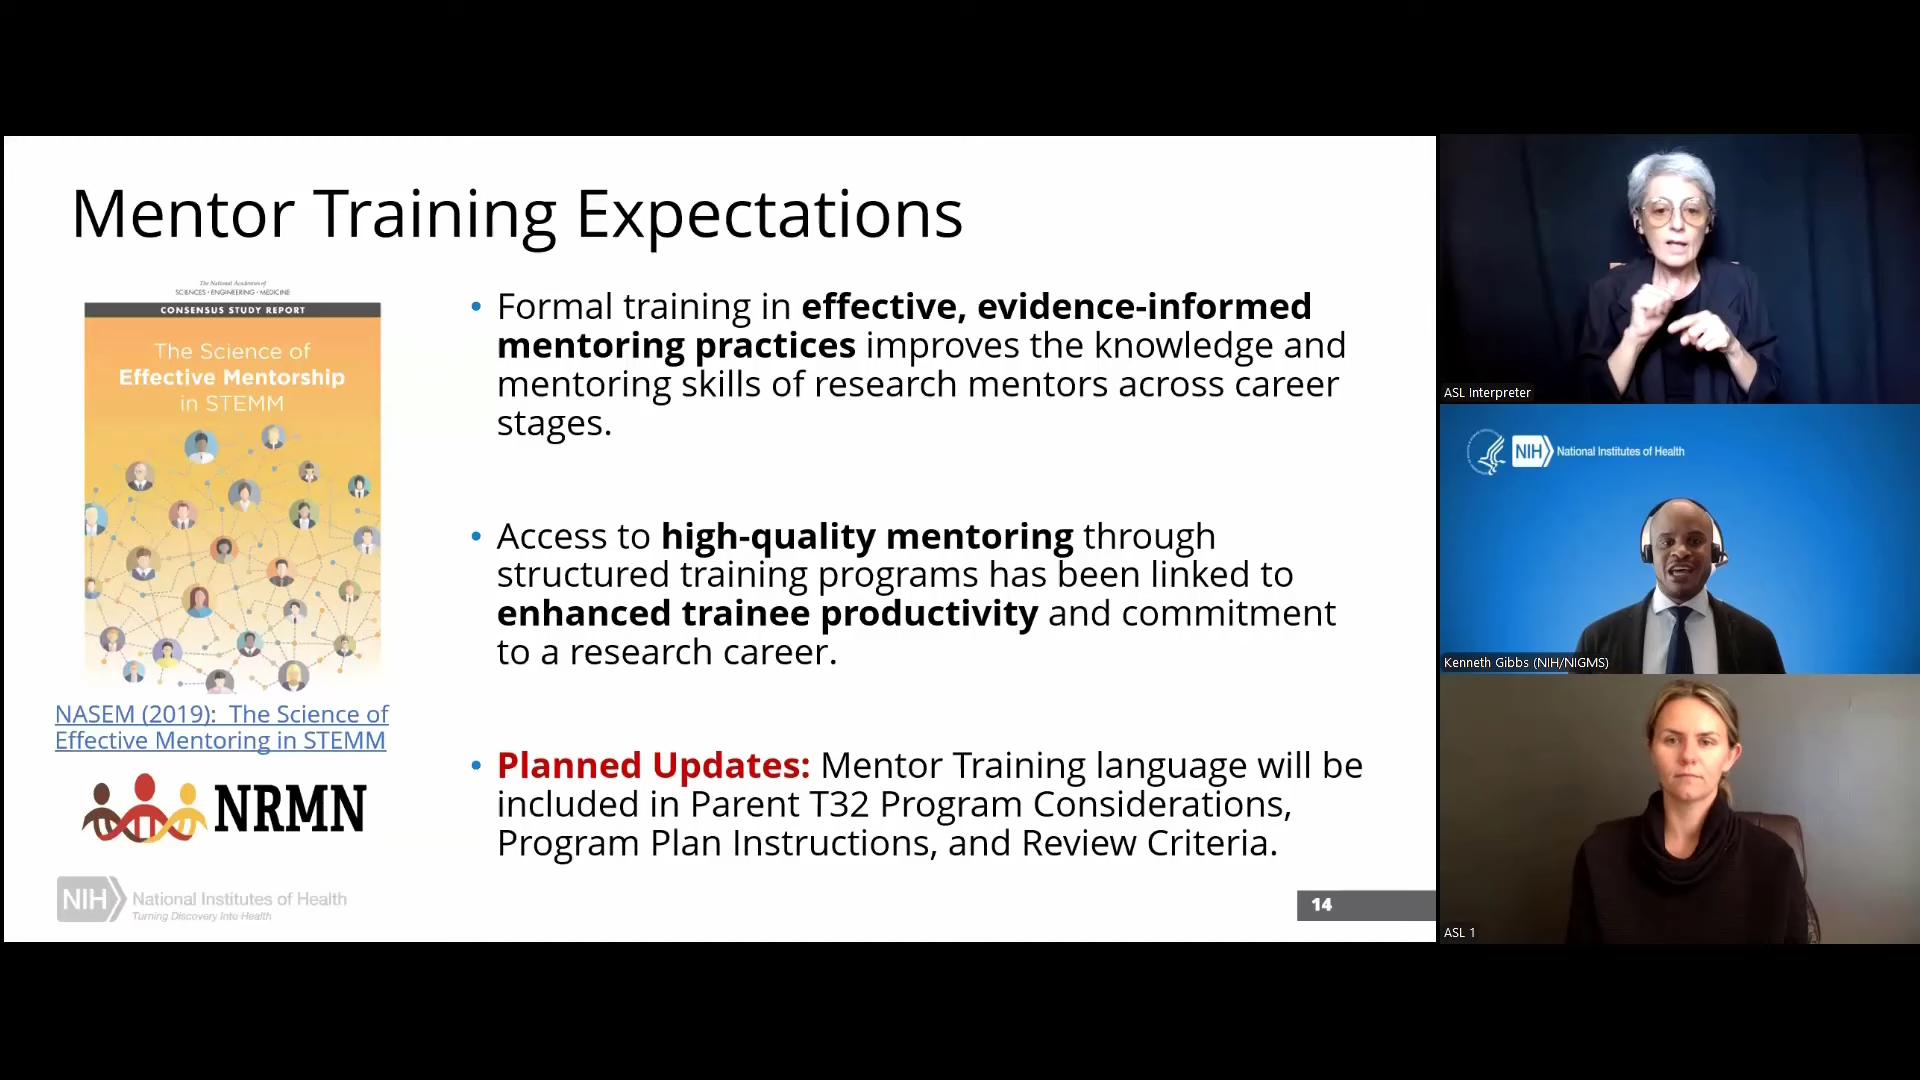 Mentor Training Expectations
The National Academies of
SCIENCES • ENGINEERING • MEDICINE
CONSENSUS STUDY REPORT
The Science of
Effective Mentorship
in STEMM
NASEM (2019):  The Science of
Effective Mentoring in STEMM
NRMN
NIH National Institutes of Health
Turning Discovery Into Health
• Formal training in effective, evidence-informed
mentoring practices improves the knowledge and
mentoring skills of research mentors across career
stages.
• Access to high-quality mentoring through
structured training programs has been linked to
enhanced trainee productivity and commitment
to a research career.
• Planned Updates: Mentor Training language will be
included in Parent T32 Program Considerations,
Program Plan Instructions, and Review Criteria.
14
ASL Interpreter
NIH National Institutes of Health
Kenneth Gibbs (NIH/NIGMS)
ASL 1